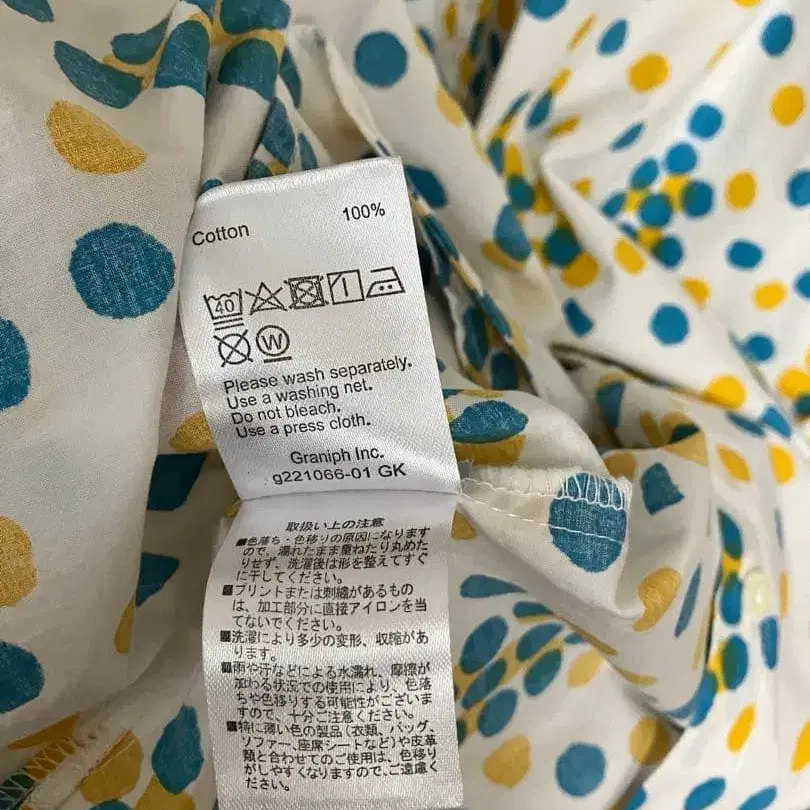 Cotton 100%
40
W
Please wash separately.
Use a washing net.
Do not bleach.
Use a press cloth.
Graniph Inc.
g221066-01 GK
取扱い上の注意
■色落ち・色移りの原因になります
ので、濡れたまま重ねたり丸めた
りせず、洗濯後は形を整えてすぐ
に干してください。
■プリントまたは刺繍があるもの
は、加工部分に直接アイロンを当
てないでください。
■洗濯により多少の変形、収縮があ
ります。
■雨や汗などによる水濡れ、摩擦が
加わる状況での使用により、色落
ちや色移りする可能性がございま
すので、十分ご注意ください。
■特に薄い色の製品(衣類、バッグ、
ソファー、座席シートなど)や皮革
類と合わせてのご使用は、色移り
がしやすくなりますので、ご遠慮く
ださい。